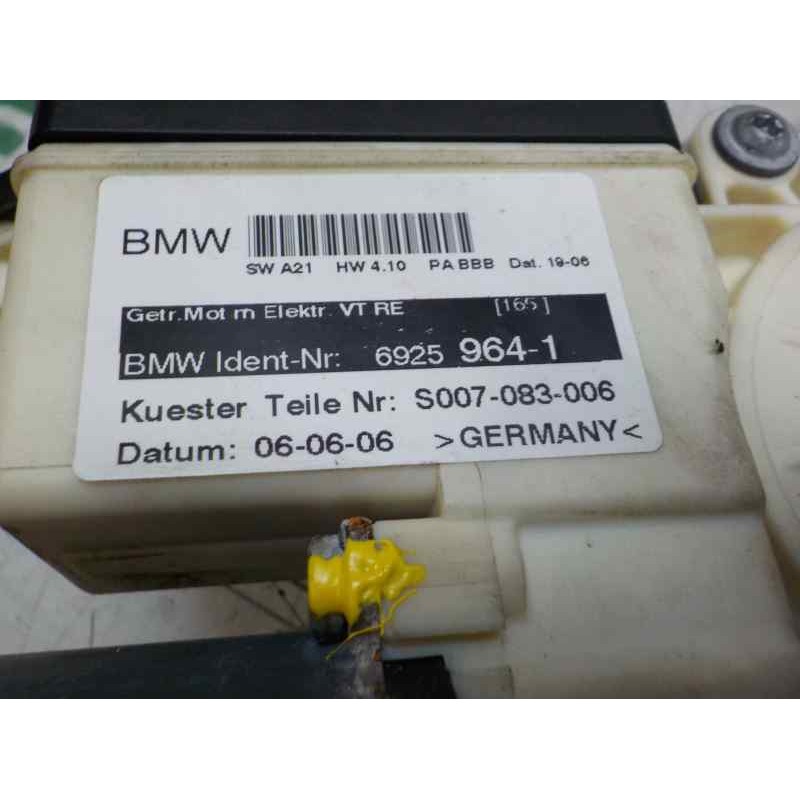 BMW
SW A21 HW 4.10 PA BBB Dat. 19-06
Getr.Mot m Elektr. VT RE [165]
BMW Ident-Nr: 6925 964-1
Kuester Teile Nr: S007-083-006
Datum: 06-06-06 >GERMANY<